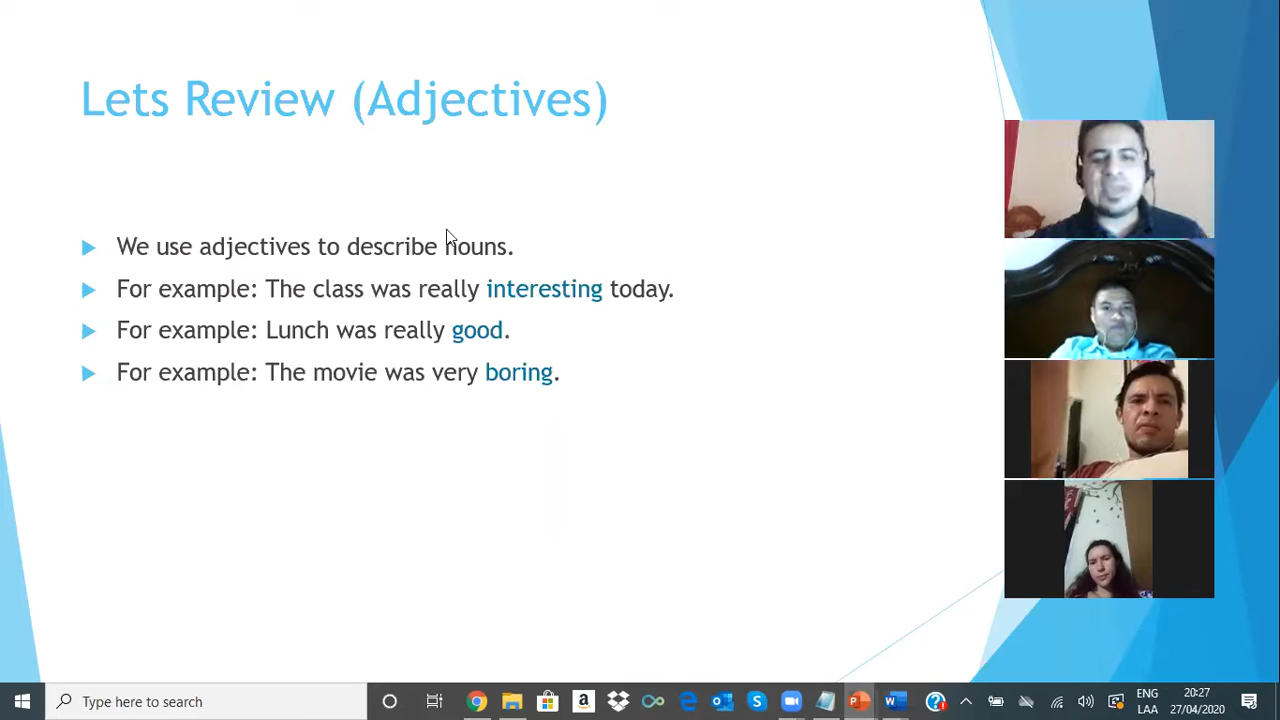 Lets Review (Adjectives)
We use adjectives to describe nouns.
For example: The class was really interesting today.
For example: Lunch was really good.
For example: The movie was very boring.
Type here to search
ENG
LAA
20:27
27/04/2020